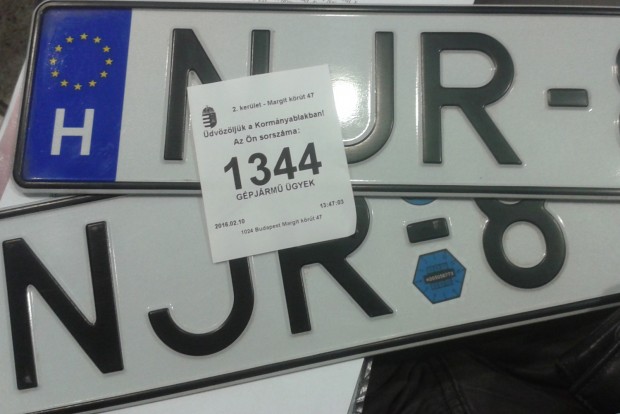 H NJR-8
2. kerület - Margit körút 47
Üdvözöljük a Kormányablakban!
Az Ön sorszáma:
1344
GÉPJÁRMŰ ÜGYEK
2016.02.10 13:47:03
1024 Budapest Margit körút 47
NJR-8